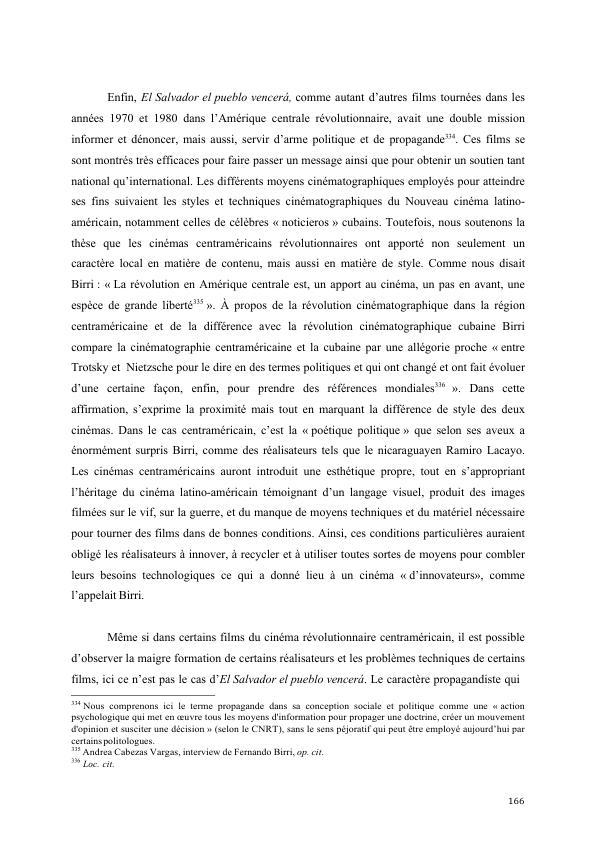 Enfin, El Salvador el pueblo vencerá, comme autant d’autres films tournées dans les
années 1970 et 1980 dans l’Amérique centrale révolutionnaire, avait une double mission
informer et dénoncer, mais aussi, servir d’arme politique et de propagande334. Ces films se
sont montrés très efficaces pour faire passer un message ainsi que pour obtenir un soutien tant
national qu’international. Les différents moyens cinématographiques employés pour atteindre
ses fins suivaient les styles et techniques cinématographiques du Nouveau cinéma latino-
américain, notamment celles de célèbres « noticieros » cubains. Toutefois, nous soutenons la
thèse que les cinémas centraméricains révolutionnaires ont apporté non seulement un
caractère local en matière de contenu, mais aussi en matière de style. Comme nous disait
Birri : « La révolution en Amérique centrale est, un apport au cinéma, un pas en avant, une
espèce de grande liberté335 ». À propos de la révolution cinématographique dans la région
centraméricaine et de la différence avec la révolution cinématographique cubaine Birri
compare la cinématographie centraméricaine et la cubaine par une allégorie proche « entre
Trotsky et Nietzsche pour le dire en des termes politiques et qui ont changé et ont fait évoluer
d’une certaine façon, enfin, pour prendre des références mondiales336 ». Dans cette
affirmation, s’exprime la proximité mais tout en marquant la différence de style des deux
cinémas. Dans le cas centraméricain, c’est la « poétique politique » que selon ses aveux a
énormément surpris Birri, comme des réalisateurs tels que le nicaraguayen Ramiro Lacayo.
Les cinémas centraméricains auront introduit une esthétique propre, tout en s’appropriant
l’héritage du cinéma latino-américain témoignant d’un langage visuel, produit des images
filmées sur le vif, sur la guerre, et du manque de moyens techniques et du matériel nécessaire
pour tourner des films dans de bonnes conditions. Ainsi, ces conditions particulières auraient
obligé les réalisateurs à innover, à recycler et à utiliser toutes sortes de moyens pour combler
leurs besoins technologiques ce qui a donné lieu à un cinéma « d’innovateurs», comme
l’appelait Birri.
Même si dans certains films du cinéma révolutionnaire centraméricain, il est possible
d’observer la maigre formation de certains réalisateurs et les problèmes techniques de certains
films, ici ce n’est pas le cas d’El Salvador el pueblo vencerá. Le caractère propagandiste qui
334 Nous comprenons ici le terme propagande dans sa conception sociale et politique comme une « action
psychologique qui met en œuvre tous les moyens d'information pour propager une doctrine, créer un mouvement
d'opinion et susciter une décision » (selon le CNRT), sans le sens péjoratif qui peut être employé aujourd’hui par
certains politologues.
335 Andrea Cabezas Vargas, interview de Fernando Birri, op. cit.
336 Loc. cit.
166